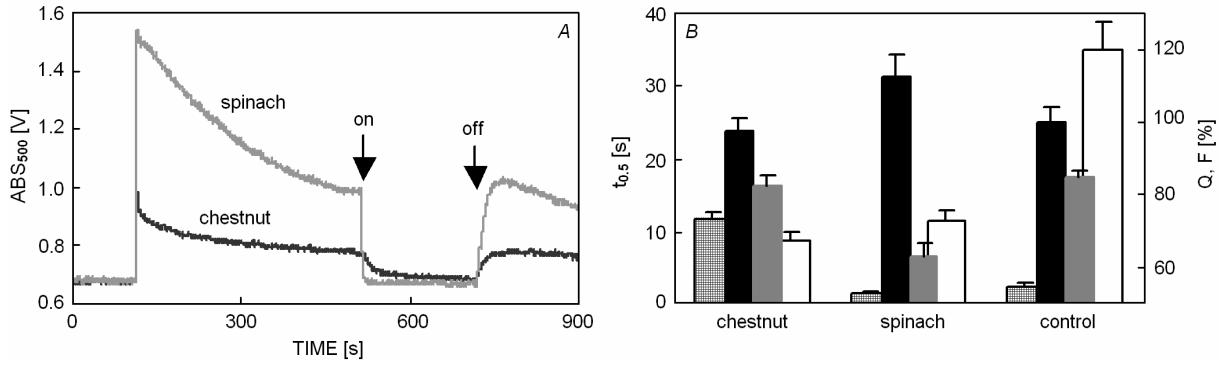 A
ABS500 [V]
1.6
1.4
1.2
1.0
0.8
0.6
spinach
chestnut
on
off
0
300
600
900
TIME [s]
B
t0.5 [s]
40
30
20
10
0
chestnut
spinach
control
120
100
80
60
Q, F [%]